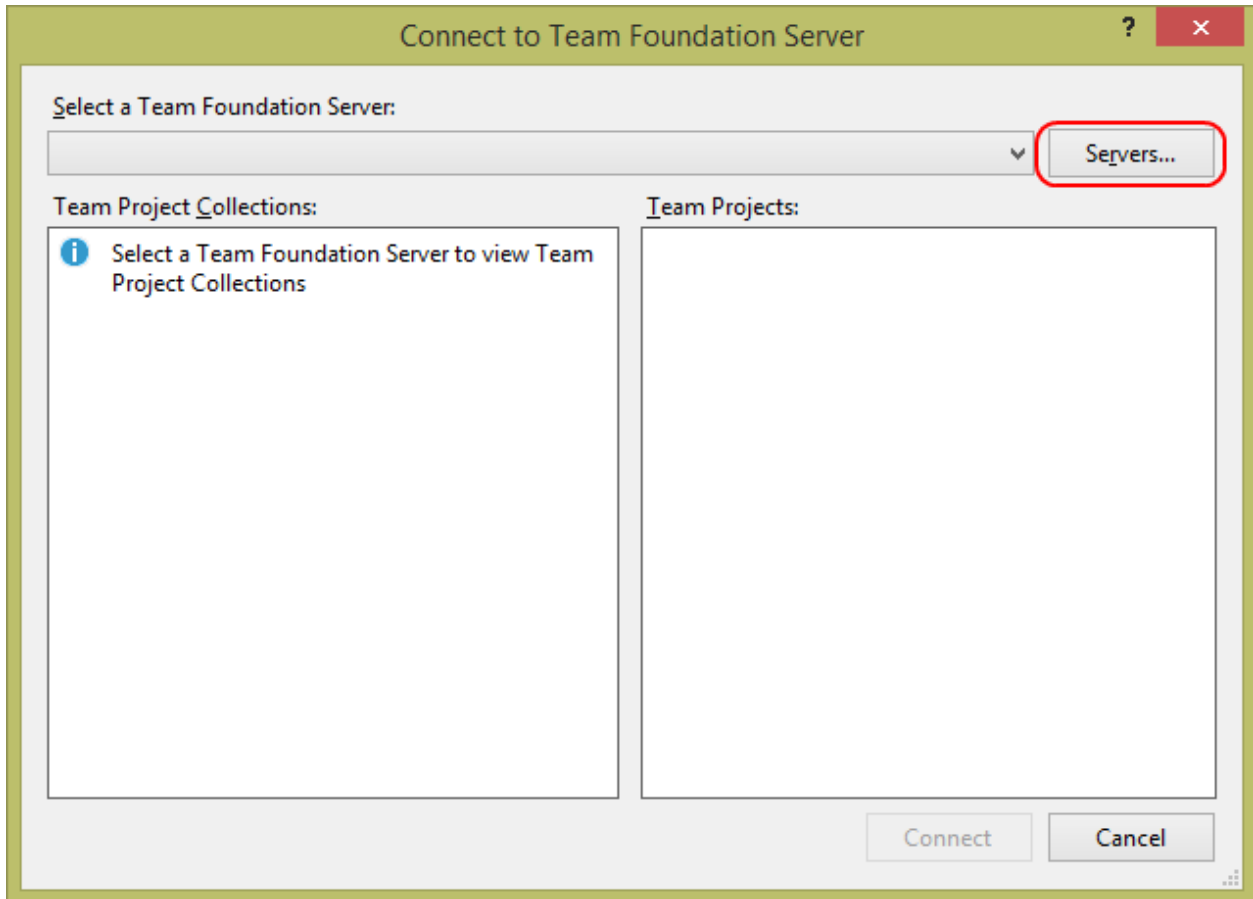 Connect to Team Foundation Server
?
Select a Team Foundation Server:
Servers...
Team Project Collections:
Team Projects:
Select a Team Foundation Server to view Team
Project Collections
Connect
Cancel